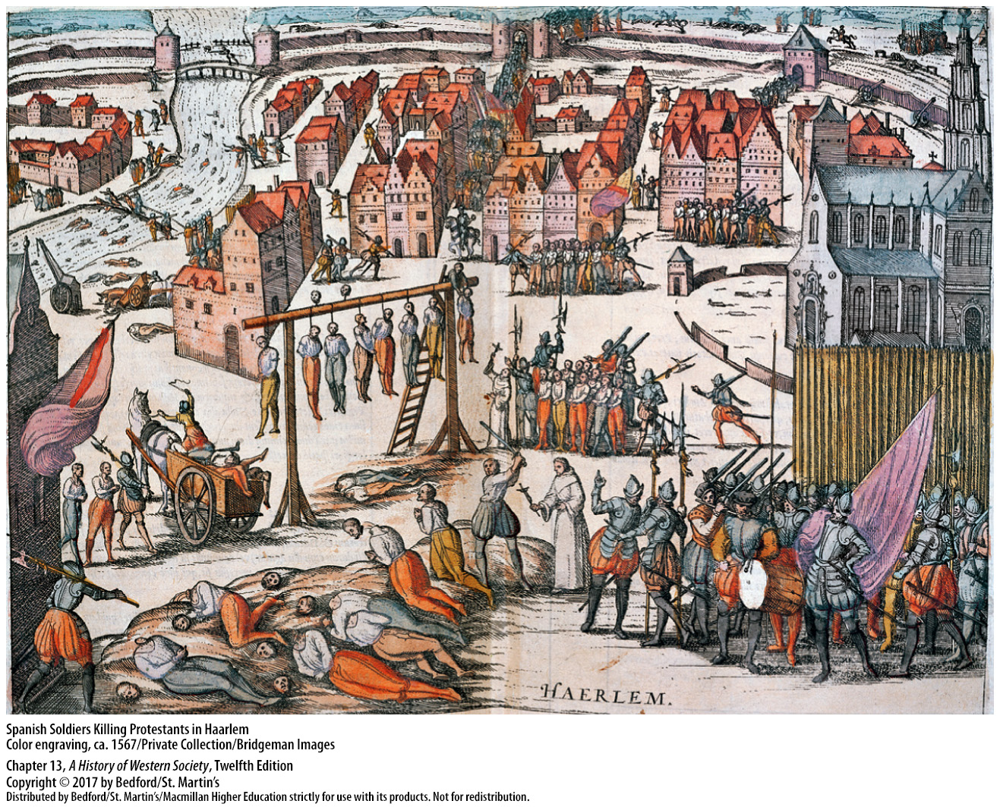 HAERLEM.
Spanish Soldiers Killing Protestants in Haarlem
Color engraving, ca. 1567/Private Collection/Bridgeman Images
Chapter 13, A History of Western Society, Twelfth Edition
Copyright © 2017 by Bedford/St. Martin's
Distributed by Bedford/St. Martin's/Macmillan Higher Education strictly for use with its products. Not for redistribution.